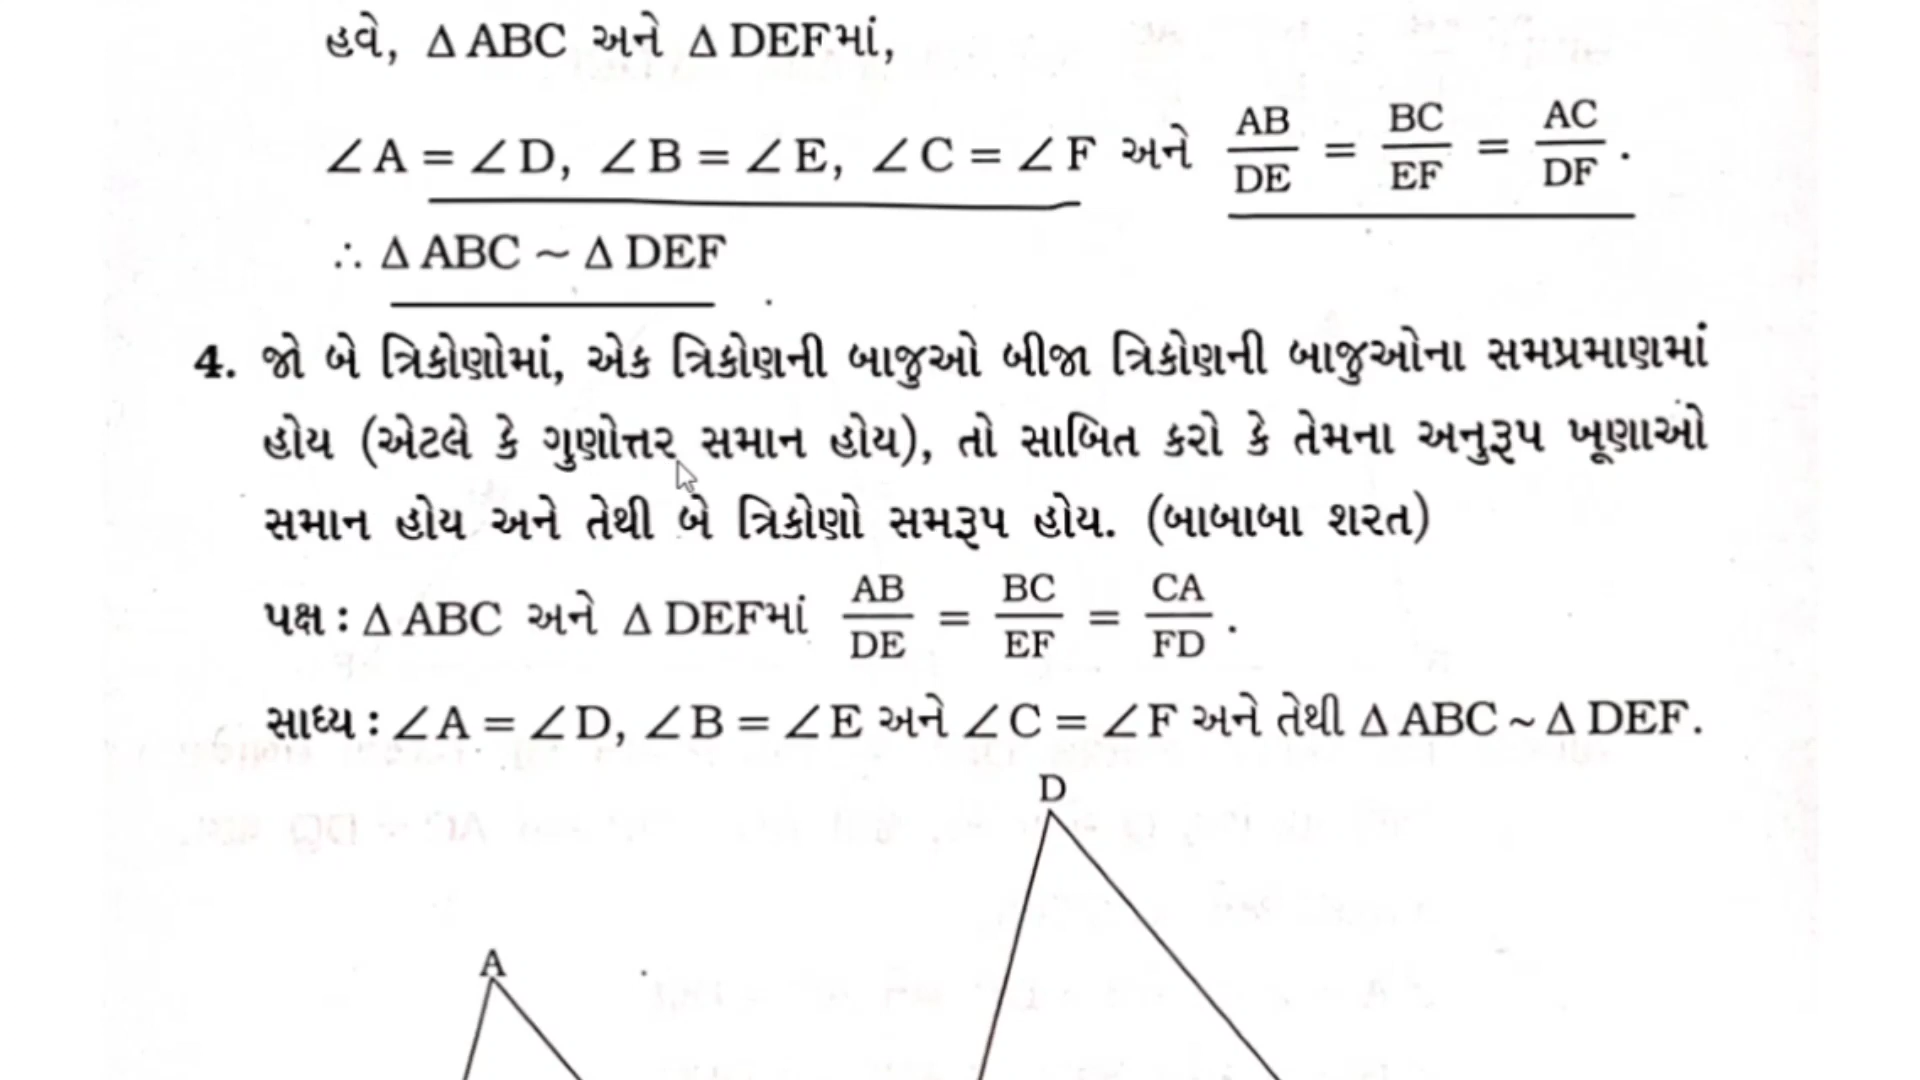 હવે, Δ ABC અને Δ DEFમાં,
∠A = ∠D, ∠B = ∠E, ∠C = ∠F અને AB/DE = BC/EF = AC/DF.
∴ Δ ABC ~ Δ DEF
4. જો બે ત્રિકોણોમાં, એક ત્રિકોણની બાજુઓ બીજા ત્રિકોણની બાજુઓના સમપ્રમાણમાં
હોય (એટલે કે ગુણોત્તર સમાન હોય), તો સાબિત કરો કે તેમના અનુરૂપ ખૂણાઓ
સમાન હોય અને તેથી બે ત્રિકોણો સમરૂપ હોય. (બાબાબા શરત)
પક્ષ : Δ ABC અને Δ DEFમાં AB/DE = BC/EF = CA/FD.
સાધ્ય : ∠A = ∠D, ∠B = ∠E અને ∠C = ∠F અને તેથી Δ ABC ~ Δ DEF.
D
A